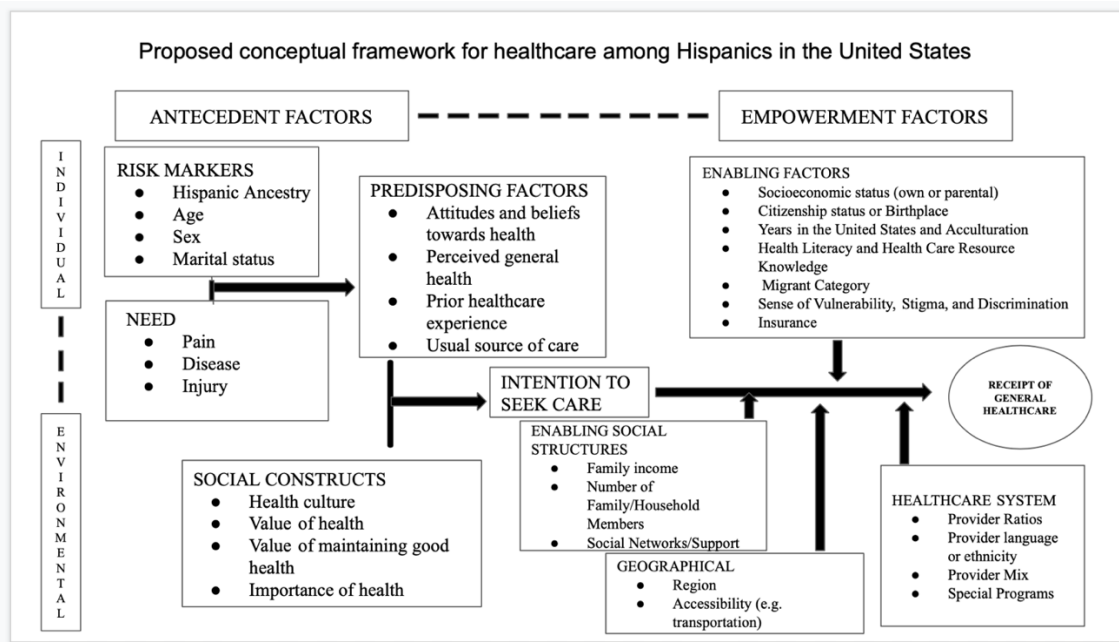 Proposed conceptual framework for healthcare among Hispanics in the United States
ANTECEDENT FACTORS
EMPOWERMENT FACTORS
INDIVIDUAL
RISK MARKERS
● Hispanic Ancestry
● Age
● Sex
● Marital status
PREDISPOSING FACTORS
● Attitudes and beliefs
towards health
● Perceived general
health
● Prior healthcare
experience
● Usual source of care
ENABLING FACTORS
● Socioeconomic status (own or parental)
● Citizenship status or Birthplace
● Years in the United States and Acculturation
● Health Literacy and Health Care Resource
Knowledge
● Migrant Category
● Sense of Vulnerability, Stigma, and Discrimination
● Insurance
NEED
● Pain
● Disease
● Injury
INTENTION TO
SEEK CARE
RECEIPT OF
GENERAL
HEALTHCARE
ENVIRONMENTAL
SOCIAL CONSTRUCTS
● Health culture
● Value of health
● Value of maintaining good
health
● Importance of health
ENABLING SOCIAL
STRUCTURES
● Family income
● Number of
Family/Household
Members
● Social Networks/Support
GEOGRAPHICAL
● Region
● Accessibility (e.g.
transportation)
HEALTHCARE SYSTEM
● Provider Ratios
● Provider language
or ethnicity
● Provider Mix
● Special Programs